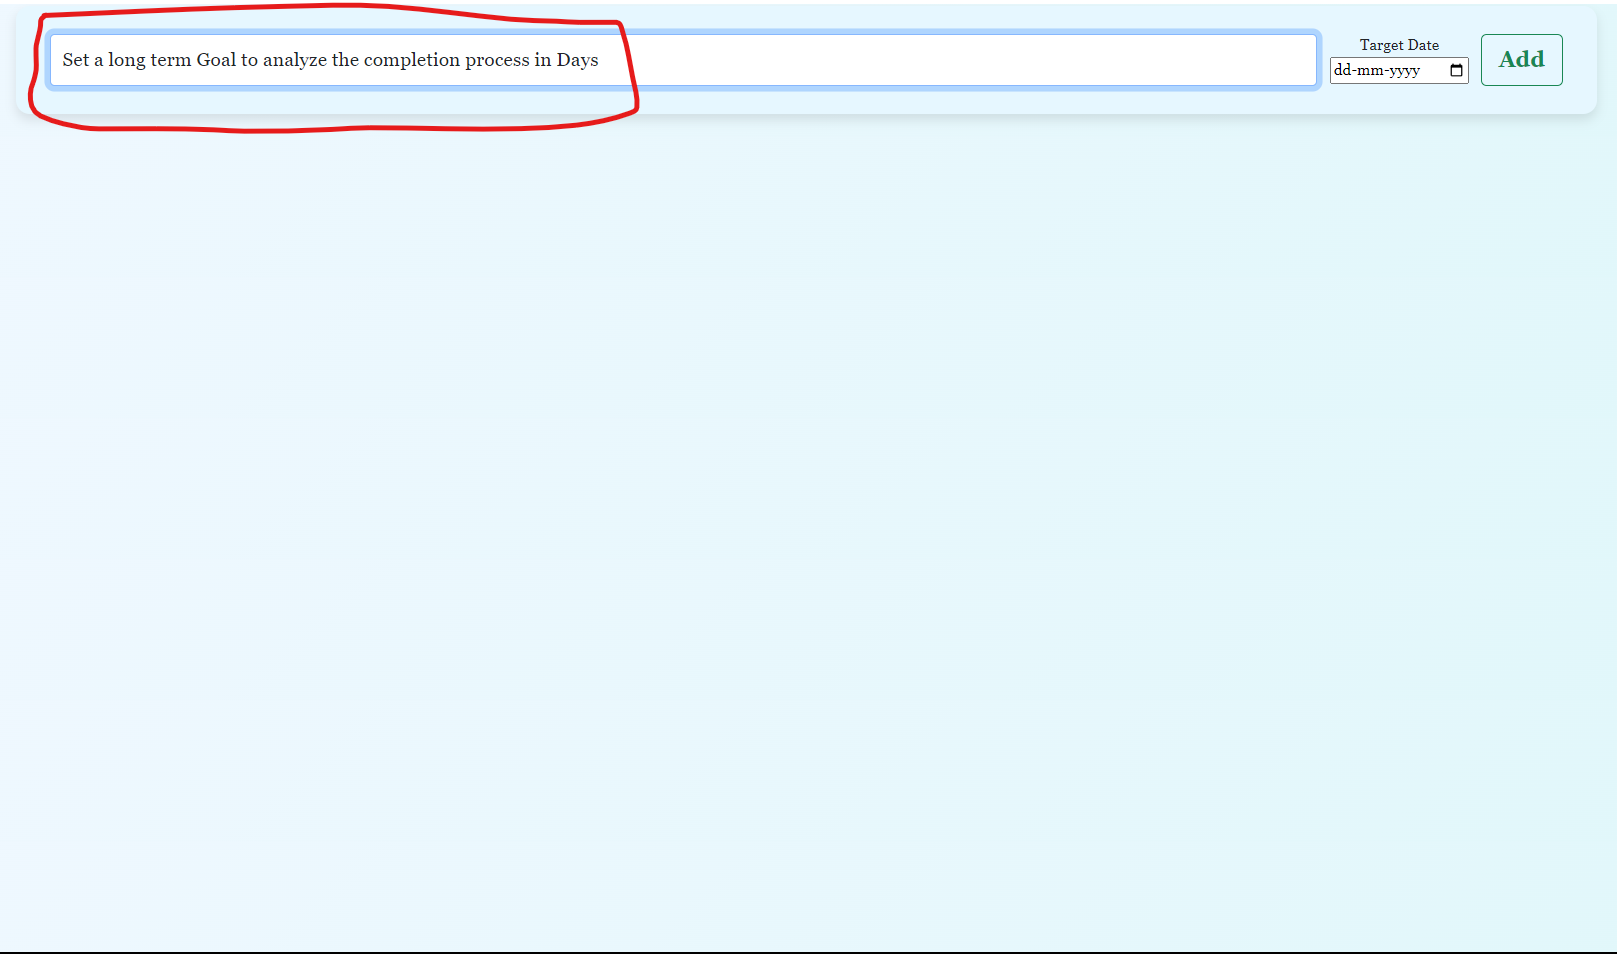 Set a long term Goal to analyze the completion process in Days
Target Date
dd-mm-yyyy
Add